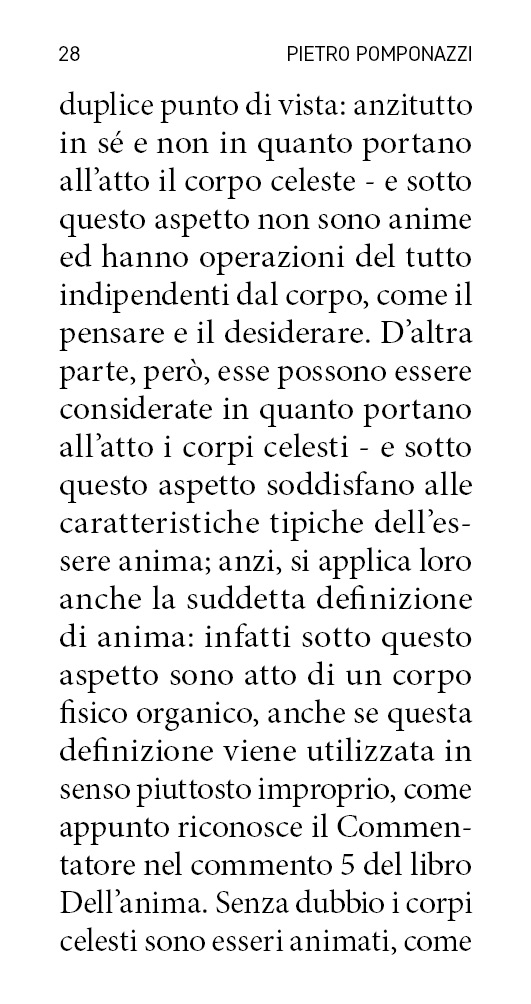 28 PIETRO POMPONAZZI
duplice punto di vista: anzitutto
in sé e non in quanto portano
all’atto il corpo celeste - e sotto
questo aspetto non sono anime
ed hanno operazioni del tutto
indipendenti dal corpo, come il
pensare e il desiderare. D’altra
parte, però, esse possono essere
considerate in quanto portano
all’atto i corpi celesti - e sotto
questo aspetto soddisfano alle
caratteristiche tipiche dell’es-
sere anima; anzi, si applica loro
anche la suddetta definizione
di anima: infatti sotto questo
aspetto sono atto di un corpo
fisico organico, anche se questa
definizione viene utilizzata in
senso piuttosto improprio, come
appunto riconosce il Commen-
tatore nel commento 5 del libro
Dell’anima. Senza dubbio i corpi
celesti sono esseri animati, come